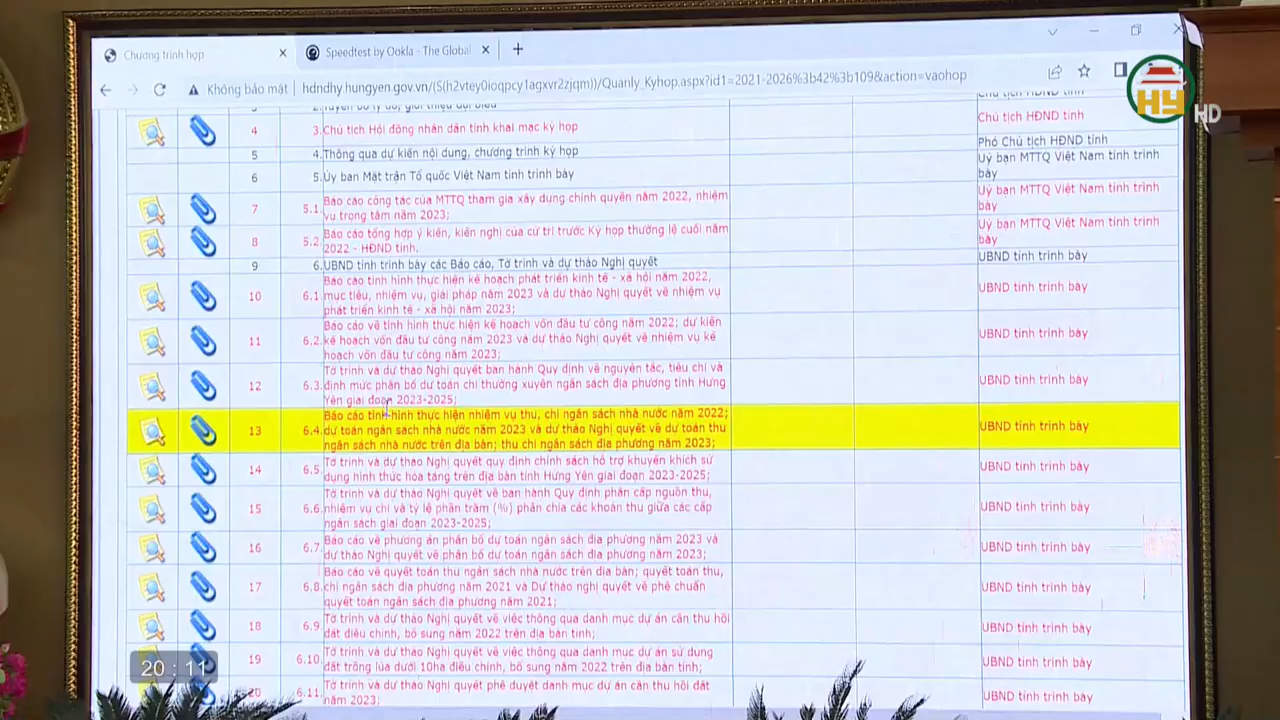 Chương trình họp
Speedtest by Ookla - The Global
Không bảo mật | hdndhy.hungyen.gov.vn/(S(h2vtey5loqpcy1agxvr2zjqm))/Quanly_Kyhop.aspx?id1=2021-2026%3b42%3b109&action=vaohop
HY HD
4 3. Chủ tịch Hội đồng nhân dân tỉnh khai mạc kỳ họp Chủ tịch HĐND tỉnh
5 4. Thông qua dự kiến nội dung, chương trình kỳ họp Phó Chủ tịch HĐND tỉnh
6 5. Ủy ban Mặt trận Tổ quốc Việt Nam tỉnh trình bày Uỷ ban MTTQ Việt Nam tỉnh trình
bày
7 5.1. Báo cáo công tác của MTTQ tham gia xây dựng chính quyền năm 2022, nhiệm Uỷ ban MTTQ Việt Nam tỉnh trình
vụ trọng tâm năm 2023; bày
8 5.2. Báo cáo tổng hợp ý kiến, kiến nghị của cử tri trước Kỳ họp thường lệ cuối năm Uỷ ban MTTQ Việt Nam tỉnh trình
2022 - HĐND tỉnh. bày
9 6. UBND tỉnh trình bày các Báo cáo, Tờ trình và dự thảo Nghị quyết UBND tỉnh trình bày
Báo cáo tình hình thực hiện kế hoạch phát triển kinh tế - xã hội năm 2022,
10 6.1. mục tiêu, nhiệm vụ, giải pháp năm 2023 và dự thảo Nghị quyết về nhiệm vụ UBND tỉnh trình bày
phát triển kinh tế - xã hội năm 2023;
Báo cáo về tình hình thực hiện kế hoạch vốn đầu tư công năm 2022; dự kiến
11 6.2. kế hoạch vốn đầu tư công năm 2023 và dự thảo Nghị quyết về nhiệm vụ kế UBND tỉnh trình bày
hoạch vốn đầu tư công năm 2023;
Tờ trình và dự thảo Nghị quyết ban hành Quy định về nguyên tắc, tiêu chí và
12 6.3. định mức phân bổ dự toán chi thường xuyên ngân sách địa phương tỉnh Hưng UBND tỉnh trình bày
Yên giai đoạn 2023-2025;
Báo cáo tình hình thực hiện nhiệm vụ thu, chi ngân sách nhà nước năm 2022;
13 6.4. dự toán ngân sách nhà nước năm 2023 và dự thảo Nghị quyết về dự toán thu UBND tỉnh trình bày
ngân sách nhà nước trên địa bàn; thu chi ngân sách địa phương năm 2023;
14 6.5. Tờ trình và dự thảo Nghị quyết quy định chính sách hỗ trợ khuyến khích sử UBND tỉnh trình bày
dụng hình thức hỏa táng trên địa bàn tỉnh Hưng Yên giai đoạn 2023-2025;
Tờ trình và dự thảo Nghị quyết về ban hành Quy định phân cấp nguồn thu,
15 6.6. nhiệm vụ chi và tỷ lệ phần trăm (%) phân chia các khoản thu giữa các cấp UBND tỉnh trình bày
ngân sách giai đoạn 2023-2025;
16 6.7. Báo cáo về phương án phân bổ dự toán ngân sách địa phương năm 2023 và UBND tỉnh trình bày
dự thảo Nghị quyết về phân bổ dự toán ngân sách địa phương năm 2023;
Báo cáo về quyết toán thu ngân sách nhà nước trên địa bàn; quyết toán thu,
17 6.8. chi ngân sách địa phương năm 2021 và Dự thảo nghị quyết về phê chuẩn UBND tỉnh trình bày
quyết toán ngân sách địa phương năm 2021;
18 6.9. Tờ trình và dự thảo Nghị quyết về việc thông qua danh mục dự án cần thu hồi UBND tỉnh trình bày
đất điều chỉnh, bổ sung năm 2022 trên địa bàn tỉnh;
19 6.10. Tờ trình và dự thảo Nghị quyết về việc thông qua danh mục dự án sử dụng UBND tỉnh trình bày
đất trồng lúa dưới 10ha điều chỉnh, bổ sung năm 2022 trên địa bàn tỉnh;
20 6.11. Tờ trình và dự thảo Nghị quyết phê duyệt danh mục dự án cần thu hồi đất UBND tỉnh trình bày
năm 2023;
20 : 11